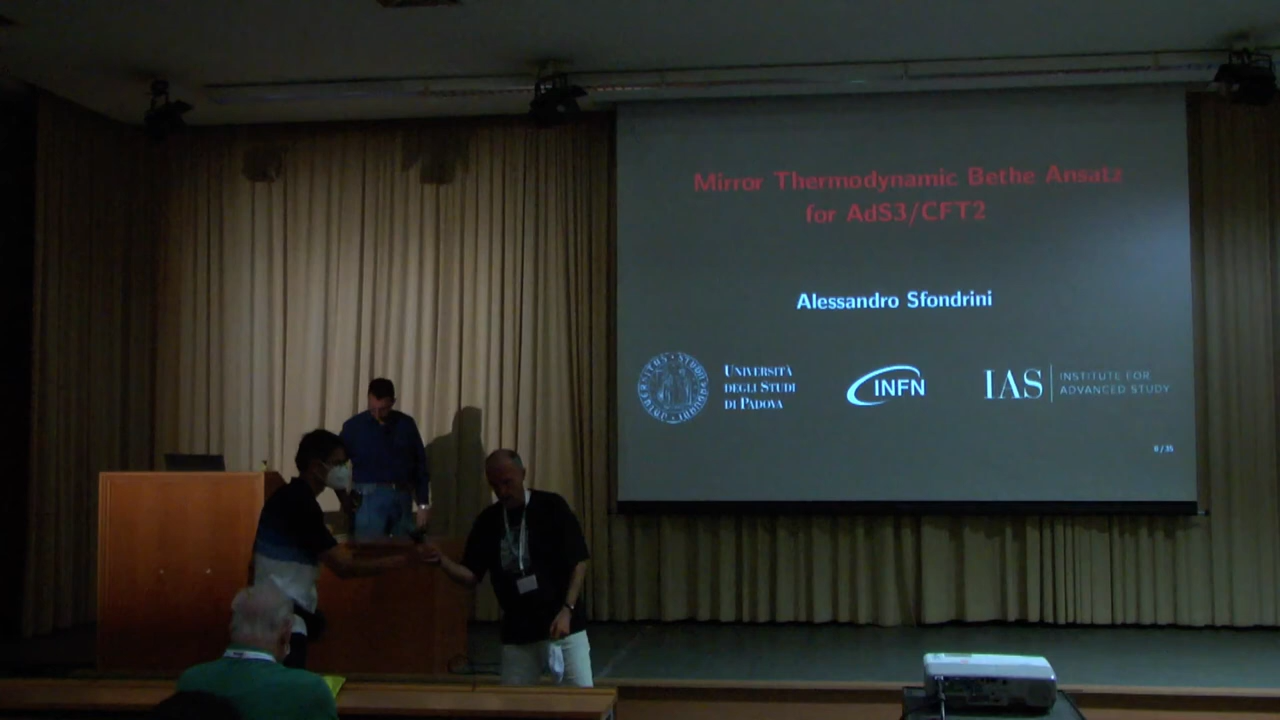 Mirror Thermodynamic Bethe Ansatz
for AdS3/CFT2
Alessandro Sfondrini
UNIVERSITÀ
DEGLI STUDI
DI PADOVA
INFN
IAS
INSTITUTE FOR
ADVANCED STUDY